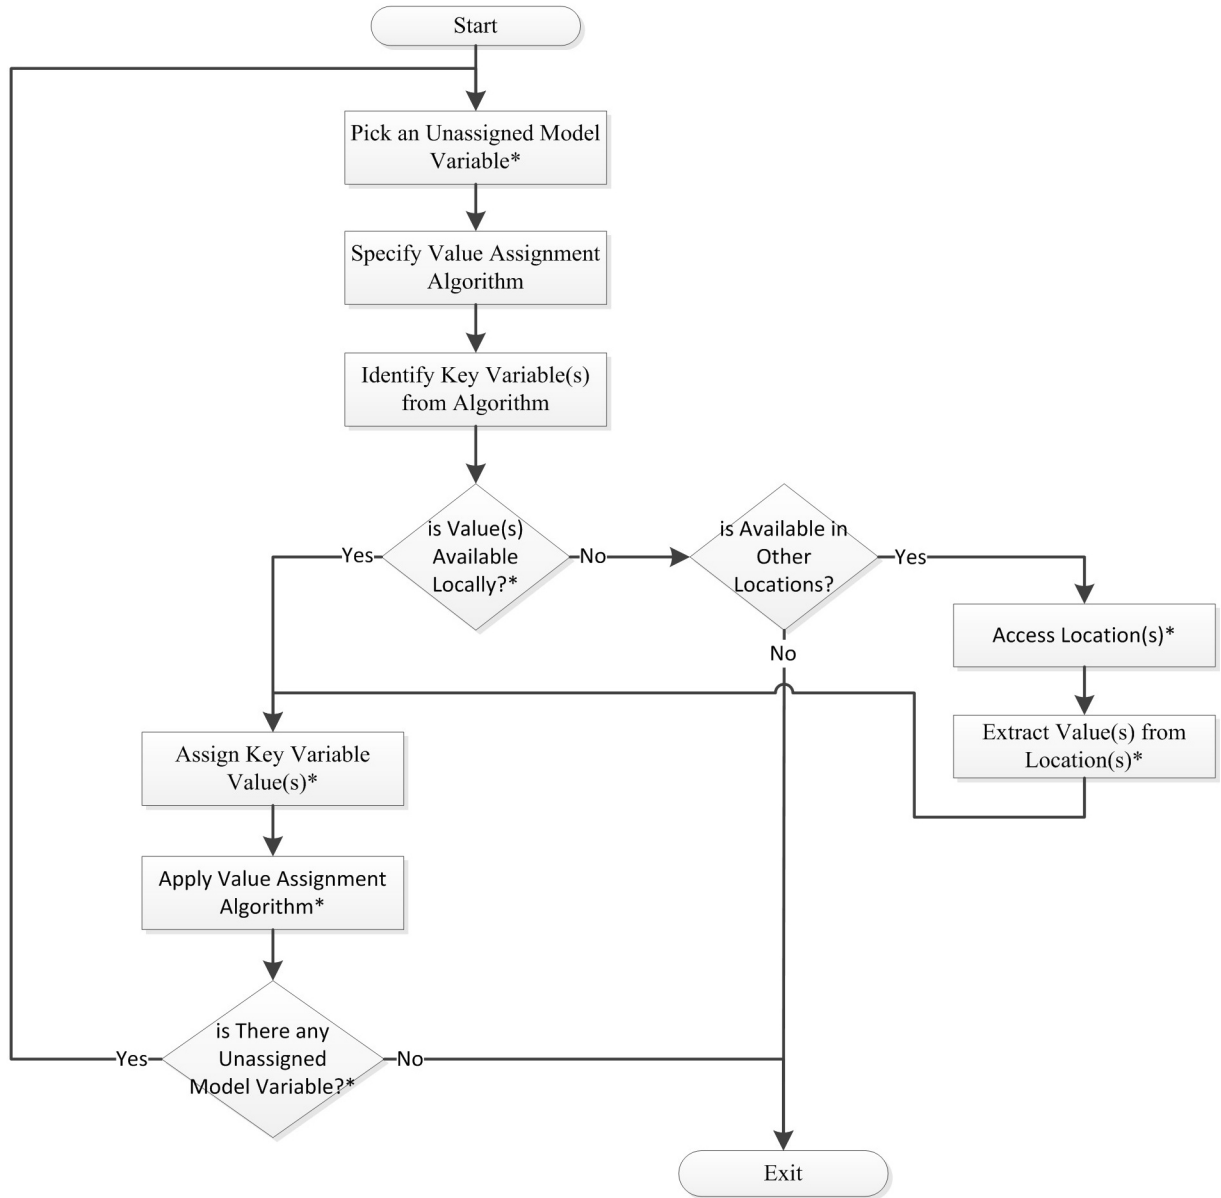 Start
Pick an Unassigned Model
Variable*
Specify Value Assignment
Algorithm
Identify Key Variable(s)
from Algorithm
is Value(s)
Available
Locally?*
Yes
No
is Available in
Other
Locations?
Yes
No
Access Location(s)*
Extract Value(s) from
Location(s)*
Assign Key Variable
Value(s)*
Apply Value Assignment
Algorithm*
is There any
Unassigned
Model Variable?*
Yes
No
Exit